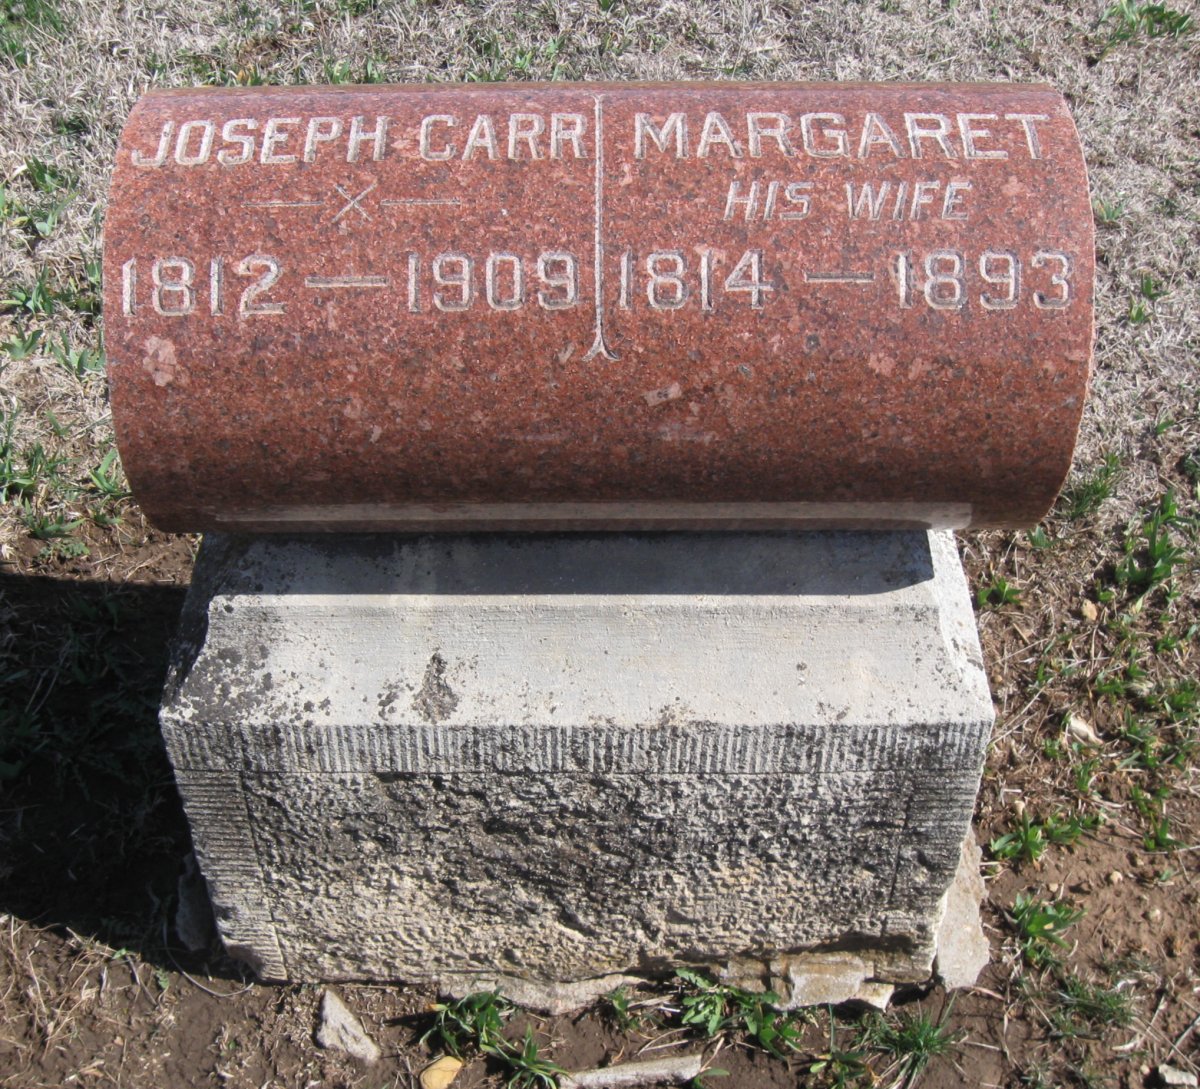 JOSEPH CARR
1812 — 1909
MARGARET
HIS WIFE
1814 — 1893